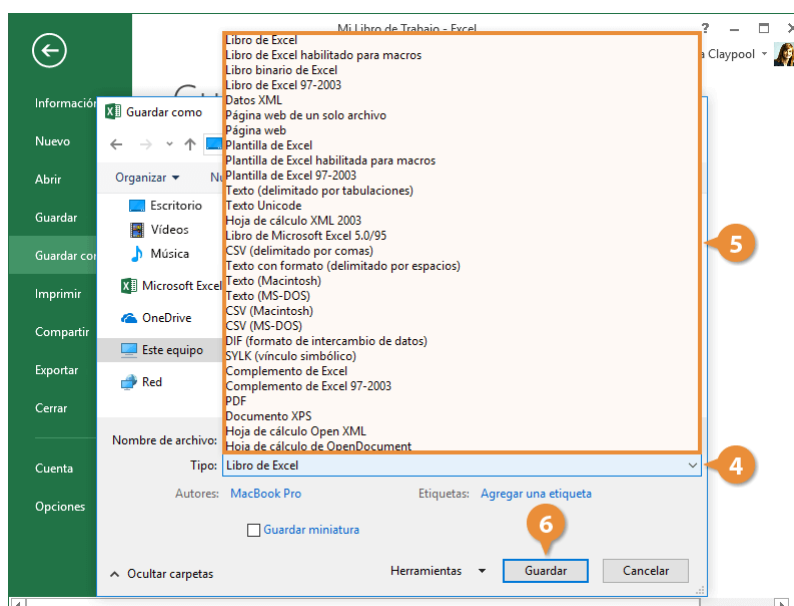 Mi Libro de Trabajo - Excel
? – □ ×
Claypool
Información
Nuevo
Abrir
Guardar
Guardar con
Imprimir
Compartir
Exportar
Cerrar
Cuenta
Opciones
Guardar como
Organizar
Escritorio
Vídeos
Música
Microsoft Excel
OneDrive
Este equipo
Red
Libro de Excel
Libro de Excel habilitado para macros
Libro binario de Excel
Libro de Excel 97-2003
Datos XML
Página web de un solo archivo
Página web
Plantilla de Excel
Plantilla de Excel habilitada para macros
Plantilla de Excel 97-2003
Texto (delimitado por tabulaciones)
Texto Unicode
Hoja de cálculo XML 2003
Libro de Microsoft Excel 5.0/95
CSV (delimitado por comas)
Texto con formato (delimitado por espacios)
Texto (Macintosh)
Texto (MS-DOS)
CSV (Macintosh)
CSV (MS-DOS)
DIF (formato de intercambio de datos)
SYLK (vínculo simbólico)
Complemento de Excel
Complemento de Excel 97-2003
PDF
Documento XPS
Hoja de cálculo Open XML
Hoja de cálculo de OpenDocument
5
Nombre de archivo:
Tipo: Libro de Excel
4
Autores: MacBook Pro Etiquetas: Agregar una etiqueta
6
Guardar miniatura
Ocultar carpetas Herramientas Guardar Cancelar